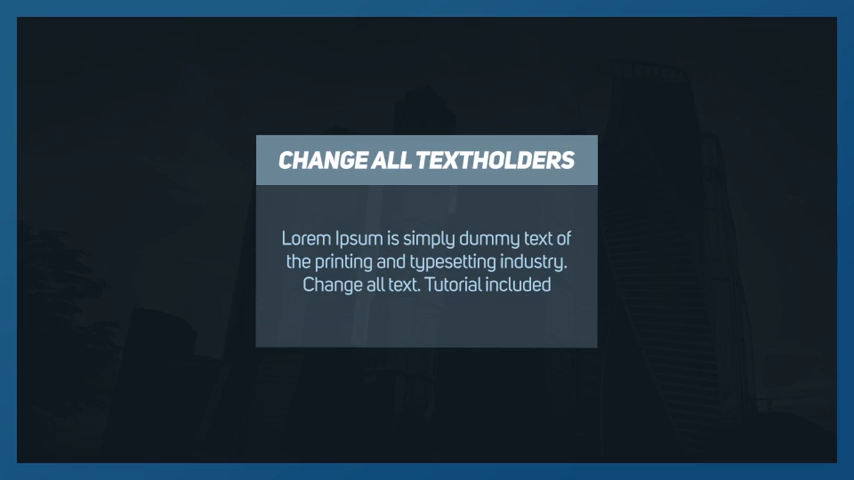 CHANGE ALL TEXTHOLDERS
Lorem Ipsum is simply dummy text of
the printing and typesetting industry.
Change all text. Tutorial included